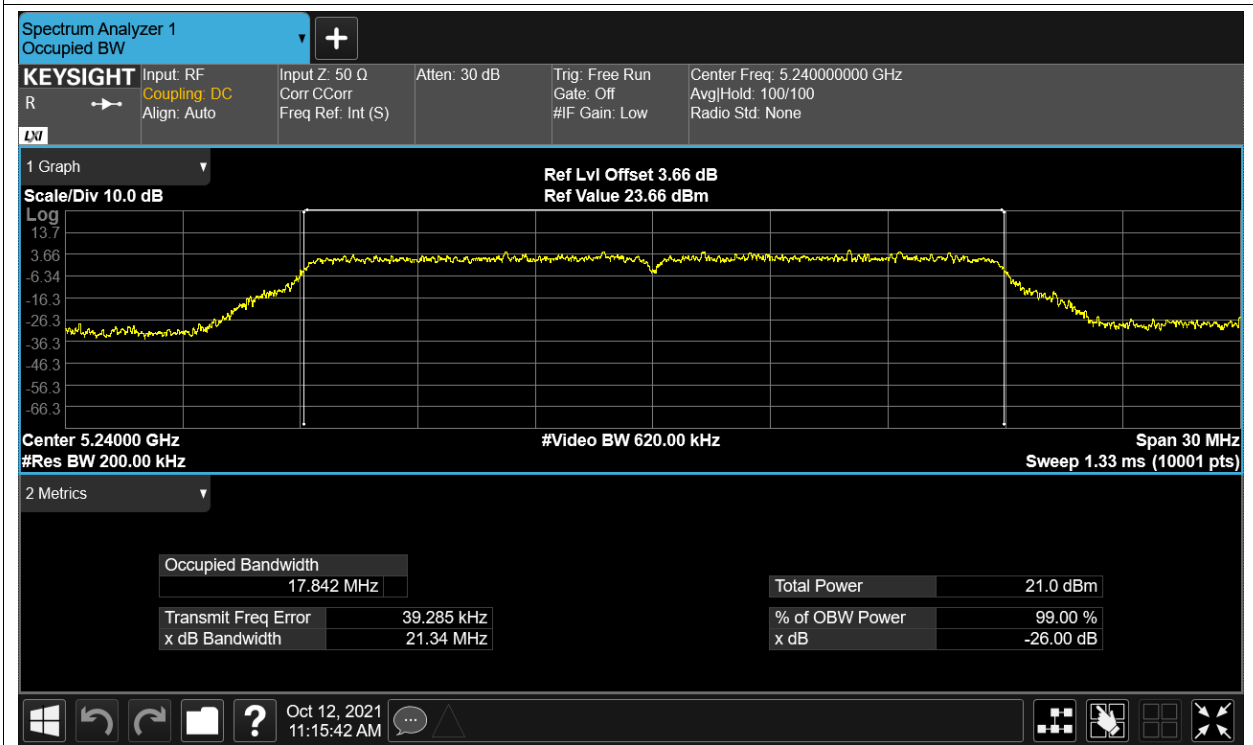 Spectrum Analyzer 1
Occupied BW
KEYSIGHT
R
LXI
Input: RF
Coupling: DC
Align: Auto
Input Z: 50 Ω
Corr CCorr
Freq Ref: Int (S)
Atten: 30 dB
Trig: Free Run
Gate: Off
#IF Gain: Low
Center Freq: 5.240000000 GHz
Avg|Hold: 100/100
Radio Std: None
1 Graph
Scale/Div 10.0 dB
Ref Lvl Offset 3.66 dB
Ref Value 23.66 dBm
Log
13.7
3.66
-6.34
-16.3
-26.3
-36.3
-46.3
-56.3
-66.3
Center 5.24000 GHz
#Video BW 620.00 kHz
Span 30 MHz
#Res BW 200.00 kHz
Sweep 1.33 ms (10001 pts)
2 Metrics
Occupied Bandwidth
17.842 MHz
Transmit Freq Error 39.285 kHz
x dB Bandwidth 21.34 MHz
Total Power 21.0 dBm
% of OBW Power 99.00 %
x dB -26.00 dB
?
Oct 12, 2021
11:15:42 AM